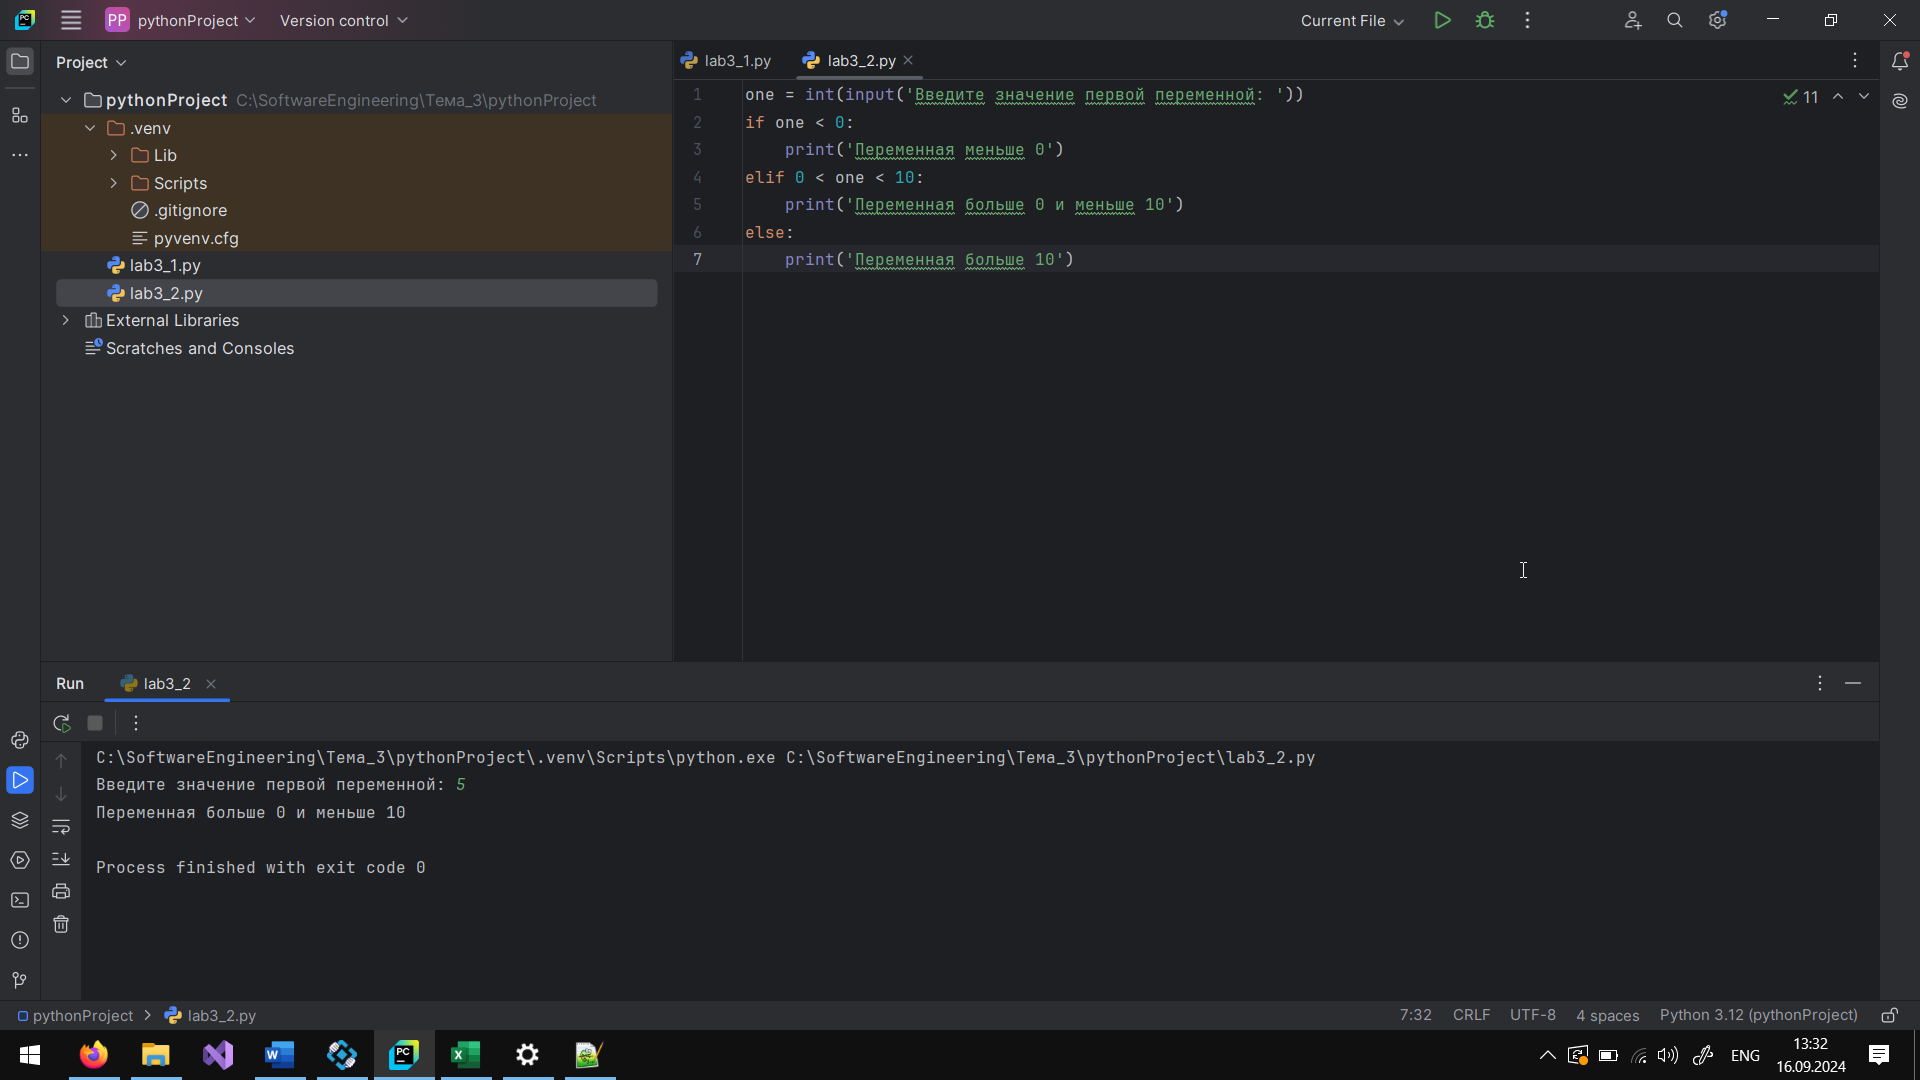 PP pythonProject Version control Current File
Project
lab3_1.py lab3_2.py
pythonProject C:\SoftwareEngineering\Тема_3\pythonProject
.venv
Lib
Scripts
.gitignore
pyvenv.cfg
lab3_1.py
lab3_2.py
External Libraries
Scratches and Consoles
11
1 one = int(input('Введите значение первой переменной: '))
2 if one < 0:
3 print('Переменная меньше 0')
4 elif 0 < one < 10:
5 print('Переменная больше 0 и меньше 10')
6 else:
7 print('Переменная больше 10')
Run lab3_2
C:\SoftwareEngineering\Тема_3\pythonProject\.venv\Scripts\python.exe C:\SoftwareEngineering\Тема_3\pythonProject\lab3_2.py
Введите значение первой переменной: 5
Переменная больше 0 и меньше 10
Process finished with exit code 0
pythonProject lab3_2.py 7:32 CRLF UTF-8 4 spaces Python 3.12 (pythonProject)
ENG 13:32
16.09.2024